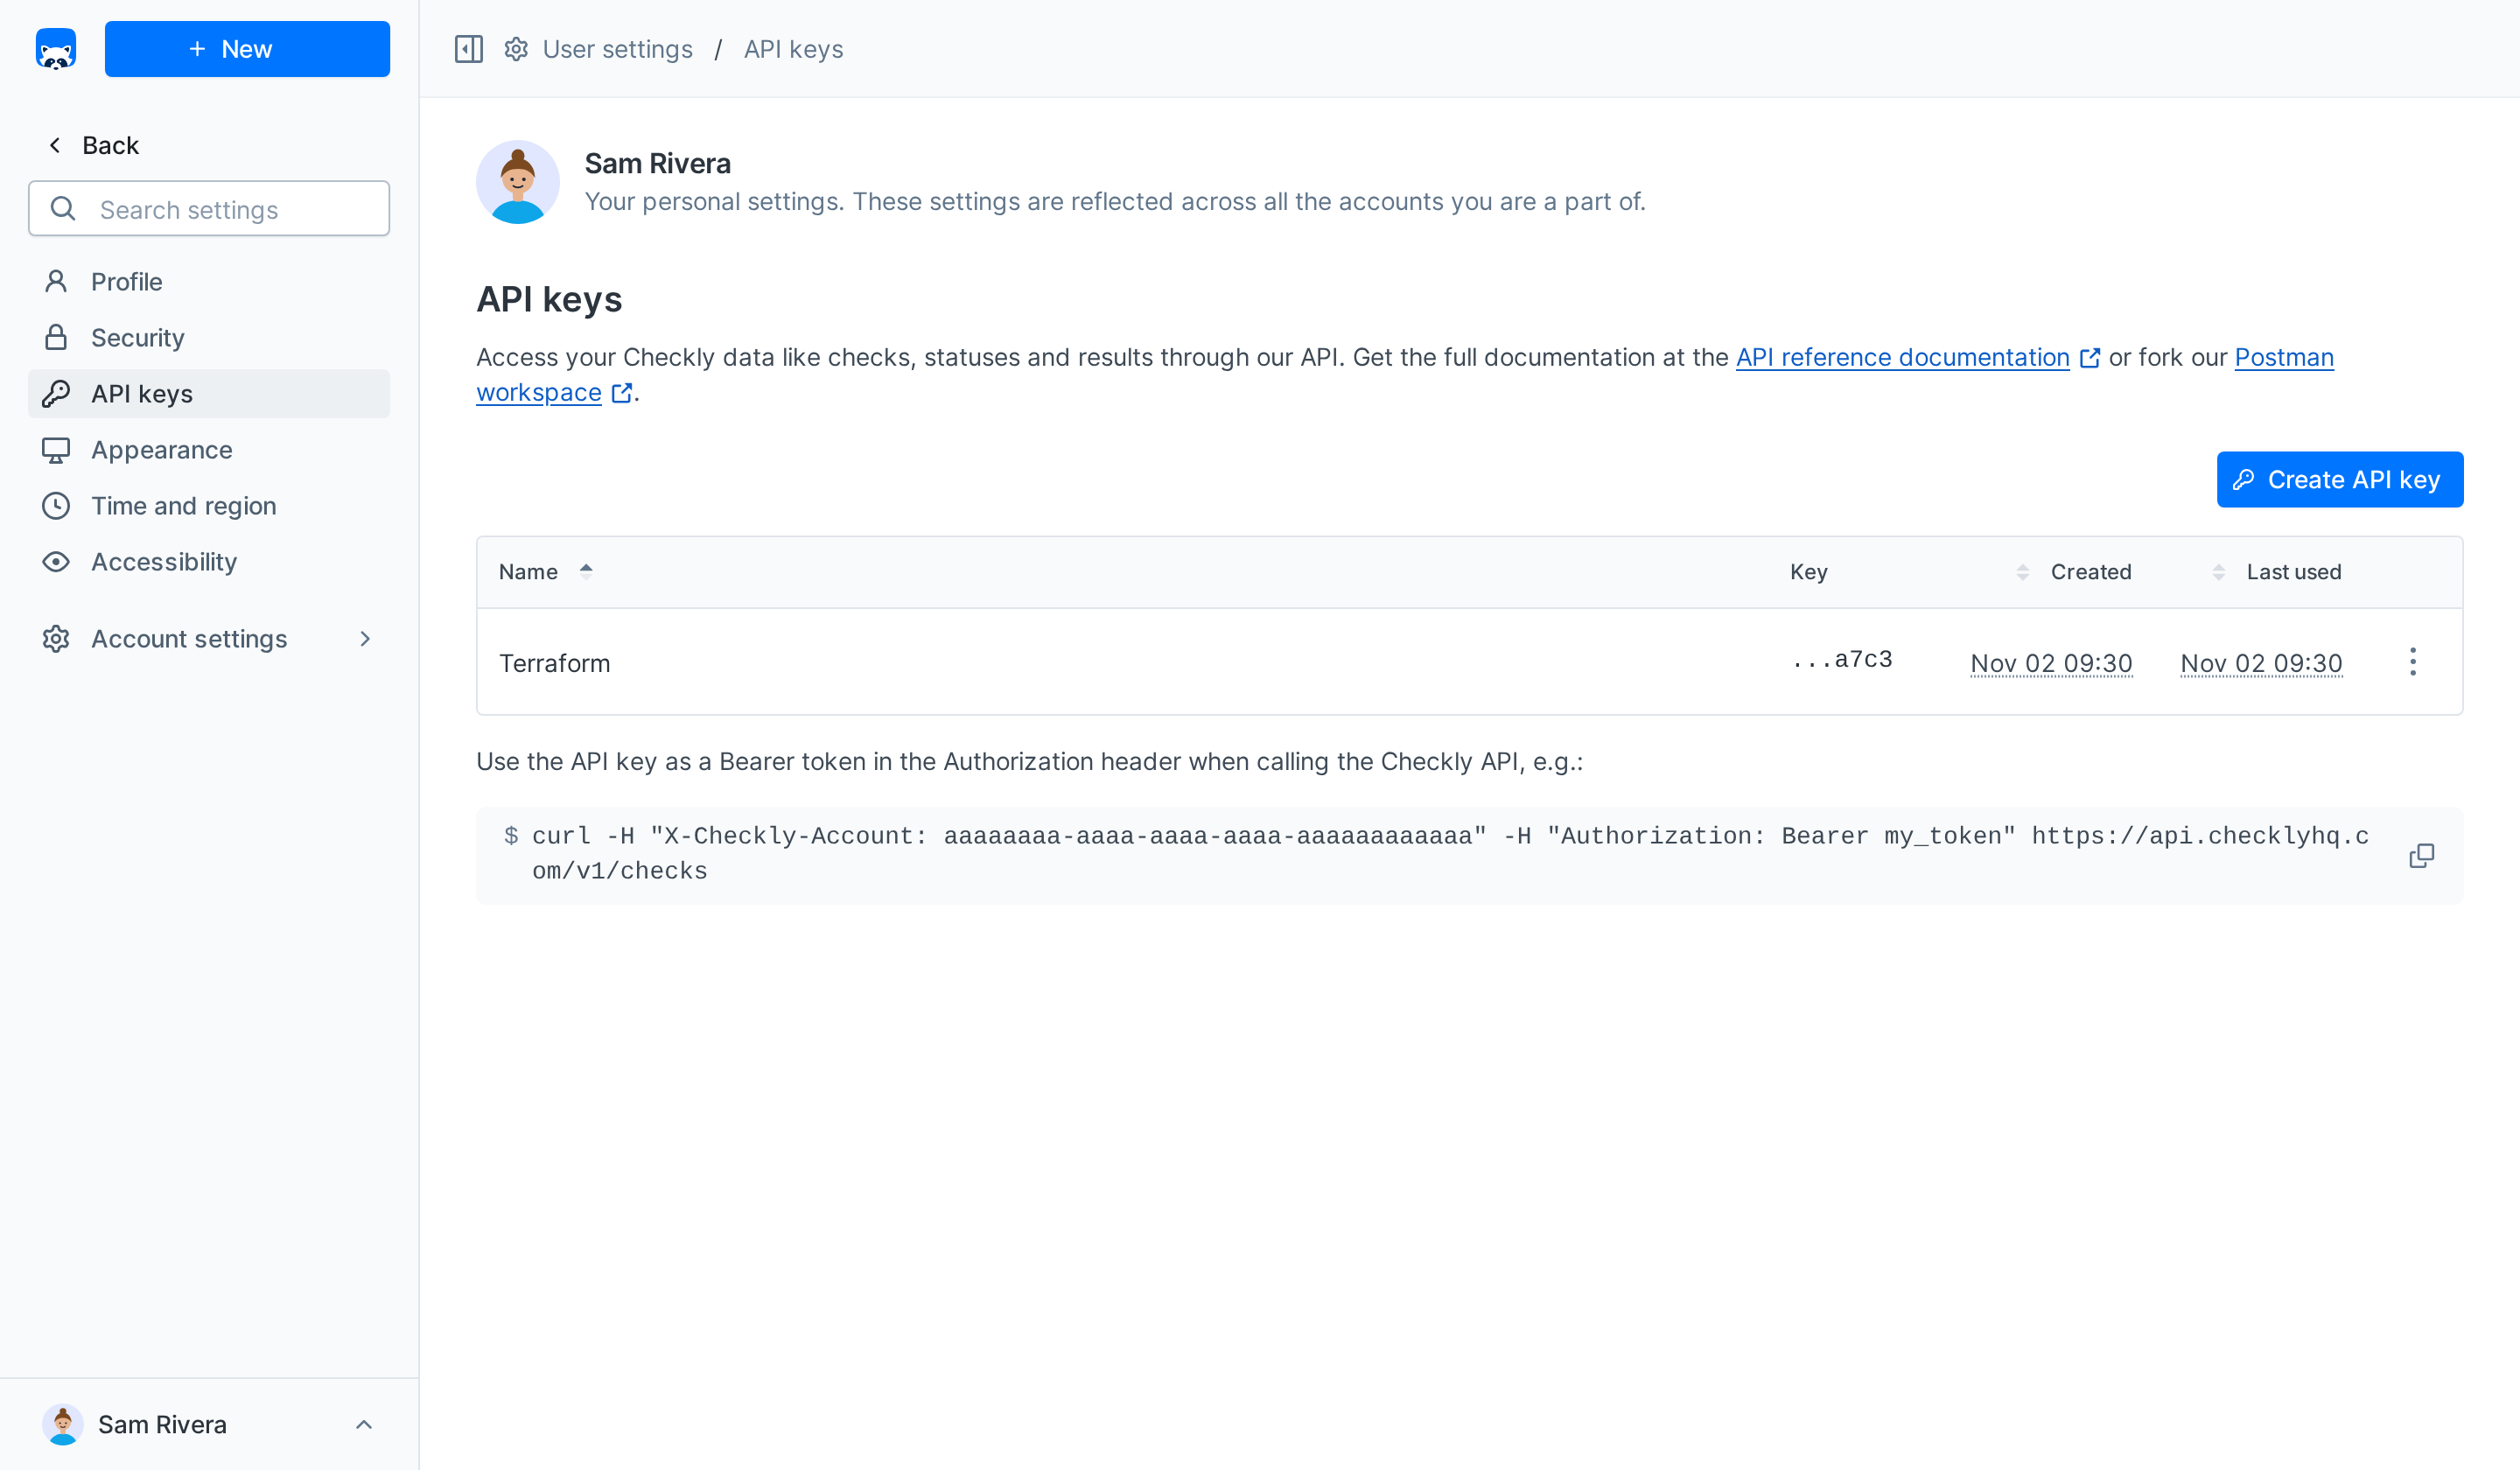 New
User settings / API keys
Back
Search settings
Profile
Security
API keys
Appearance
Time and region
Accessibility
Account settings
Sam Rivera
Sam Rivera
Your personal settings. These settings are reflected across all the accounts you are a part of.
API keys
Access your Checkly data like checks, statuses and results through our API. Get the full documentation at the API reference documentation or fork our Postman
workspace .
Create API key
Name Key Created Last used
Terraform ...a7c3 Nov 02 09:30 Nov 02 09:30
Use the API key as a Bearer token in the Authorization header when calling the Checkly API, e.g.:
$ curl -H "X-Checkly-Account: aaaaaaaa-aaaa-aaaa-aaaa-aaaaaaaaaaaa" -H "Authorization: Bearer my_token" https://api.checklyhq.c
om/v1/checks